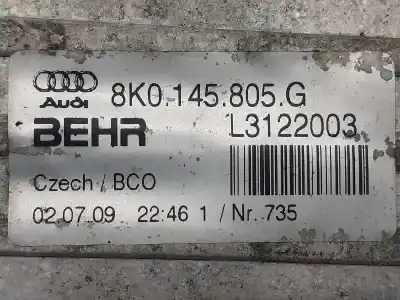 Audi 8K0.145.805.G
BEHR L3122003
Czech / BCO
02.07.09 22:46 1 / Nr. 735